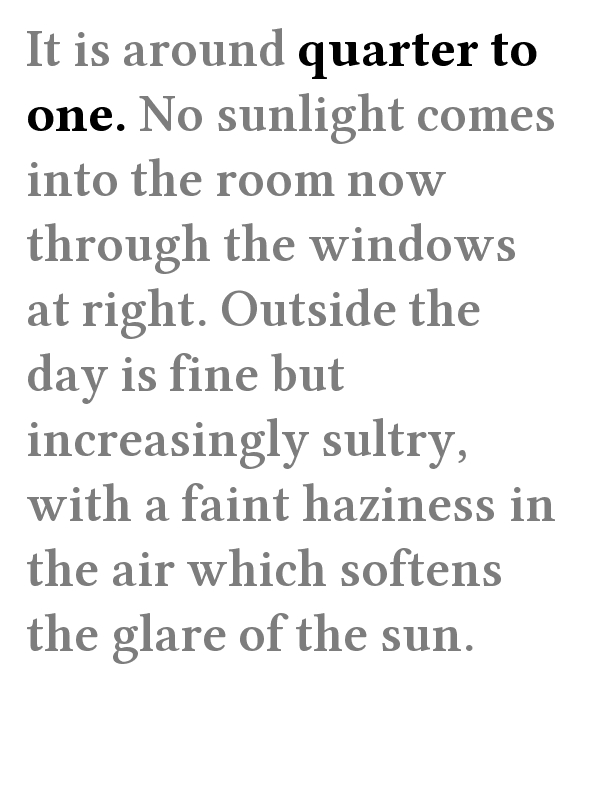 It is around quarter to
one. No sunlight comes
into the room now
through the windows
at right. Outside the
day is fine but
increasingly sultry,
with a faint haziness in
the air which softens
the glare of the sun.